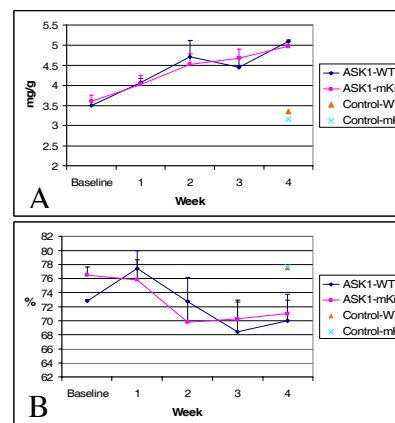 5.5
5
4.5
4
3.5
3
2.5
2
mg/g
Baseline 1 2 3 4
Week
A
ASK1-WT
ASK1-mKi
Control-W
Control-mK
82
80
78
76
74
72
70
68
66
64
62
%
Baseline 1 2 3 4
Week
B
ASK1-WT
ASK1-mKi
Control-W
Control-mK